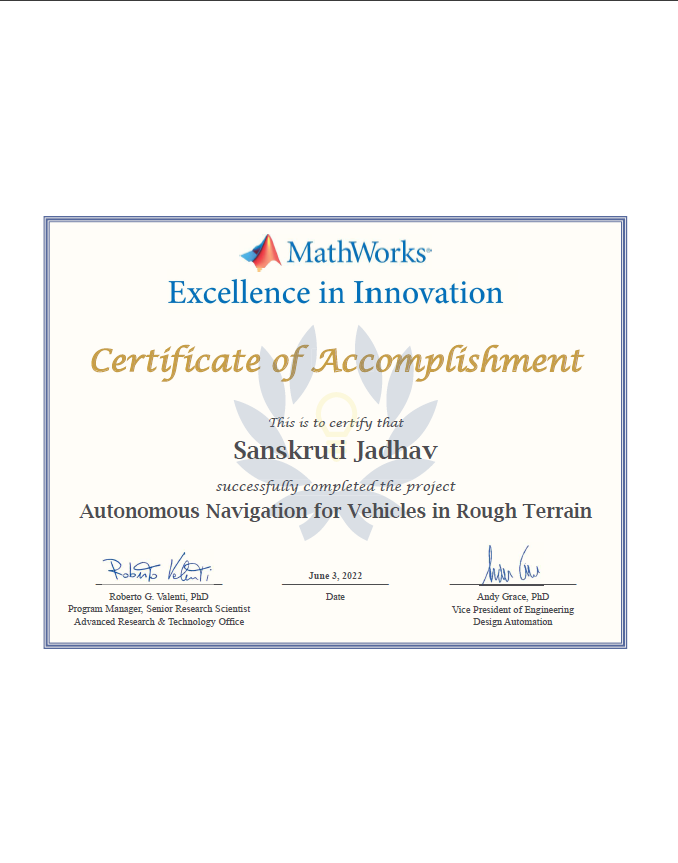 MathWorks®
Excellence in Innovation
Certificate of Accomplishment
This is to certify that
Sanskruti Jadhav
successfully completed the project
Autonomous Navigation for Vehicles in Rough Terrain
Roberto Valenti
June 3, 2022
Roberto G. Valenti, PhD
Program Manager, Senior Research Scientist
Advanced Research & Technology Office
Date
Andy Grace, PhD
Vice President of Engineering
Design Automation